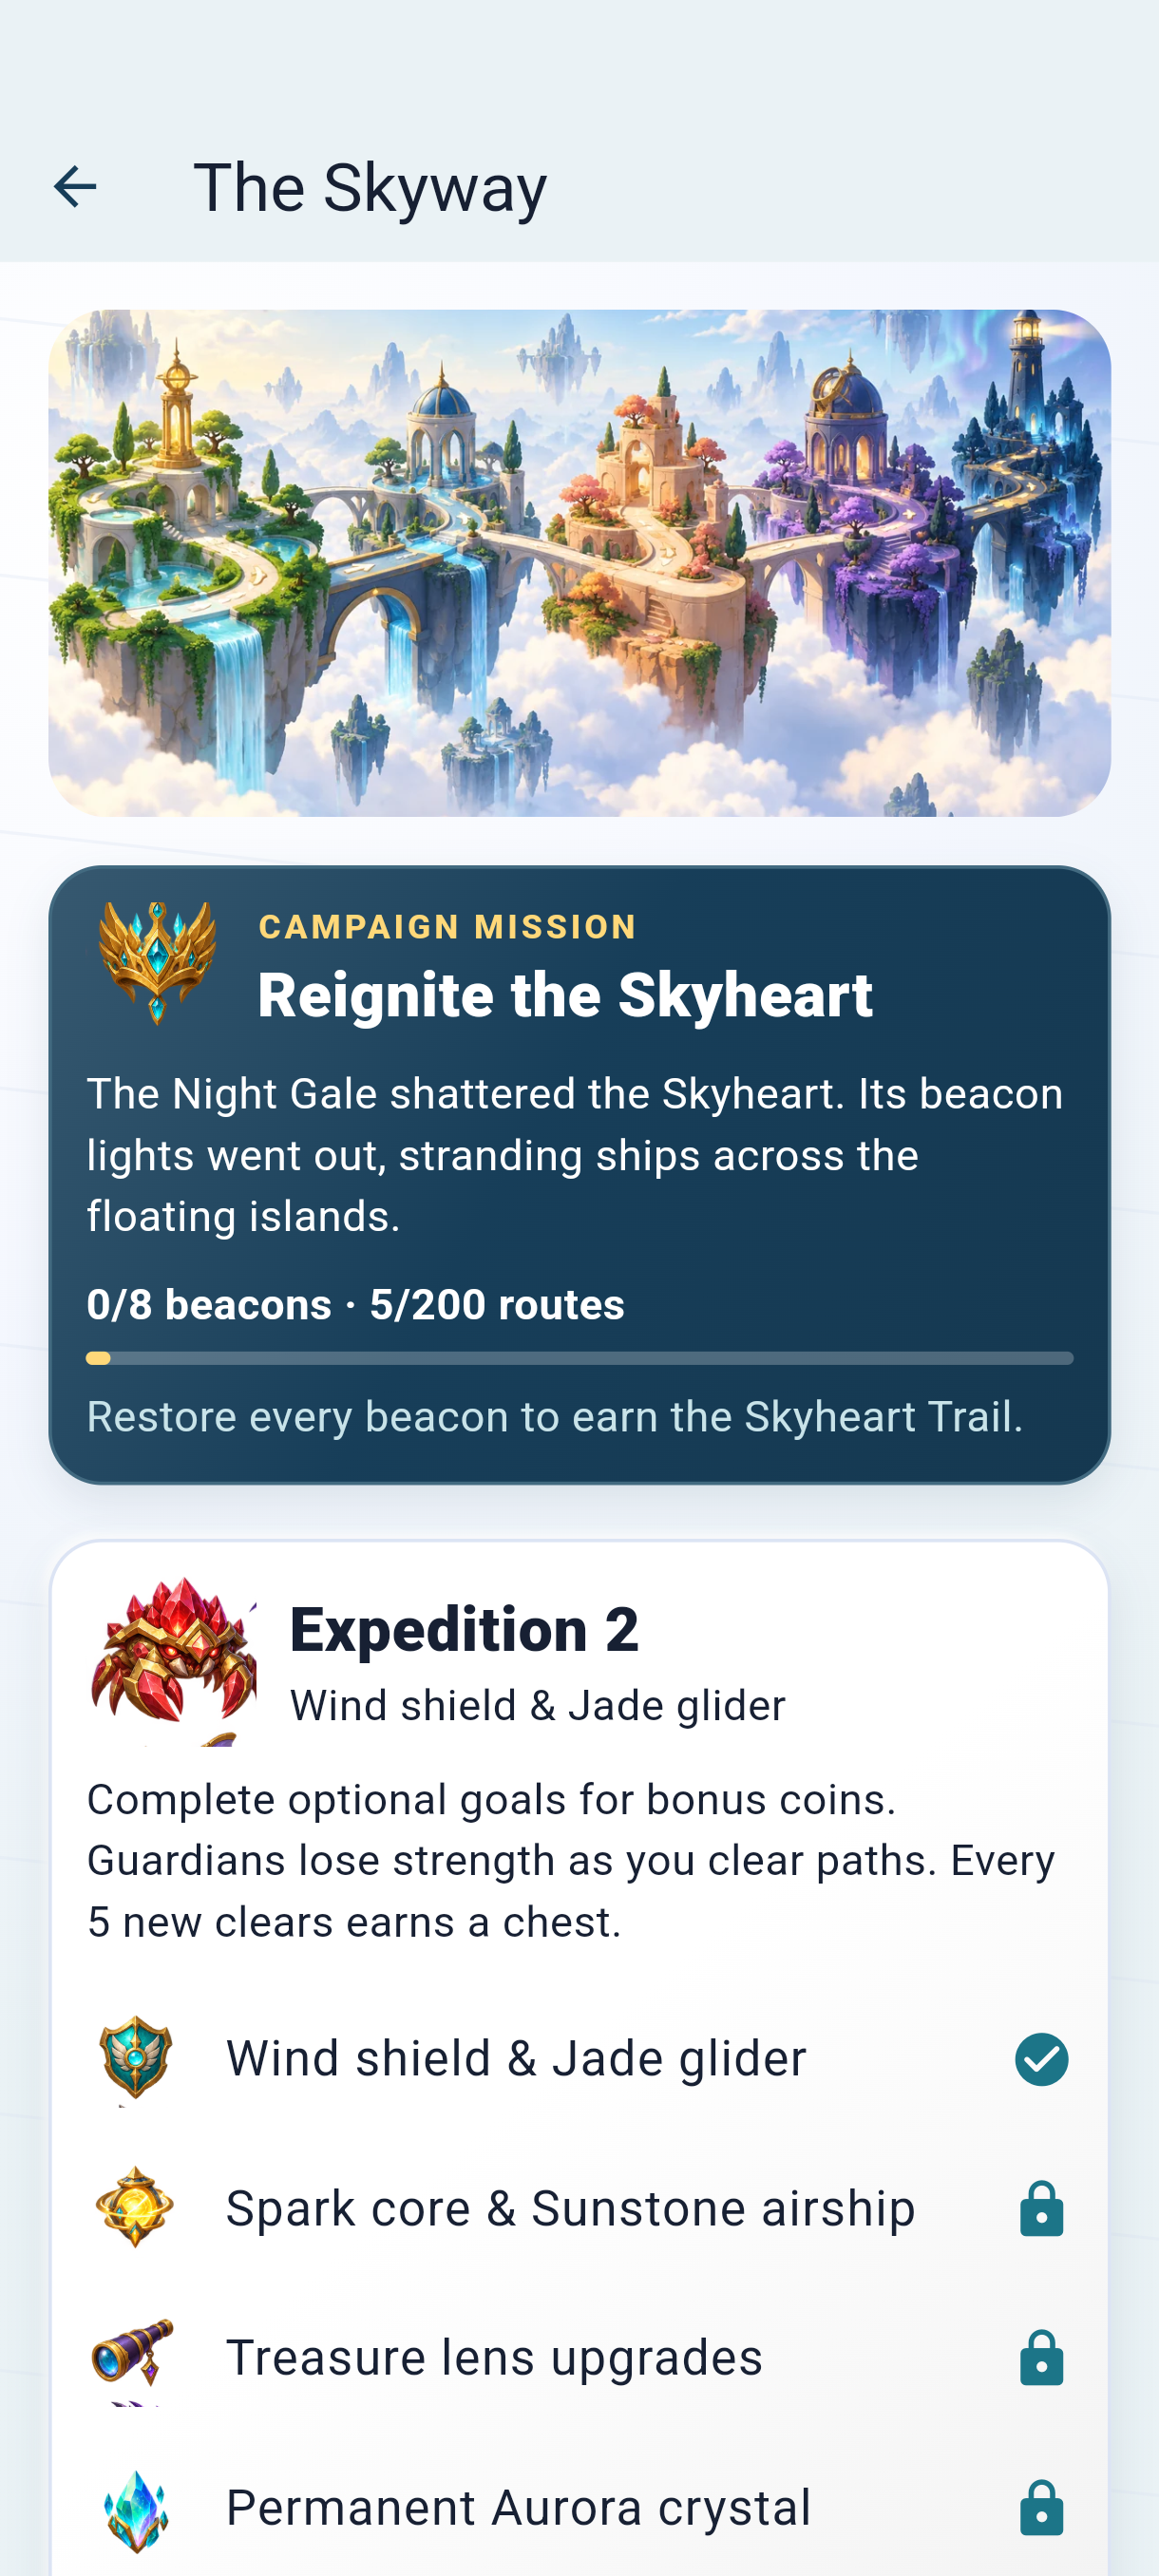 The Skyway
CAMPAIGN MISSION
Reignite the Skyheart
The Night Gale shattered the Skyheart. Its beacon
lights went out, stranding ships across the
floating islands.
0/8 beacons · 5/200 routes
Restore every beacon to earn the Skyheart Trail.
Expedition 2
Wind shield & Jade glider
Complete optional goals for bonus coins.
Guardians lose strength as you clear paths. Every
5 new clears earns a chest.
Wind shield & Jade glider
Spark core & Sunstone airship
Treasure lens upgrades
Permanent Aurora crystal